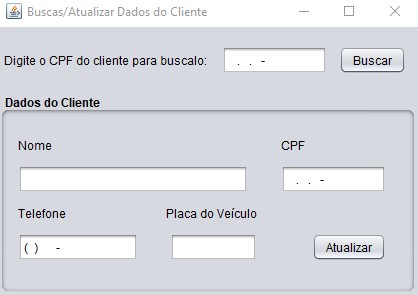 Buscas/Atualizar Dados do Cliente
Digite o CPF do cliente para buscalo: . . - Buscar
Dados do Cliente
Nome CPF
. . -
Telefone Placa do Veículo
( ) - Atualizar